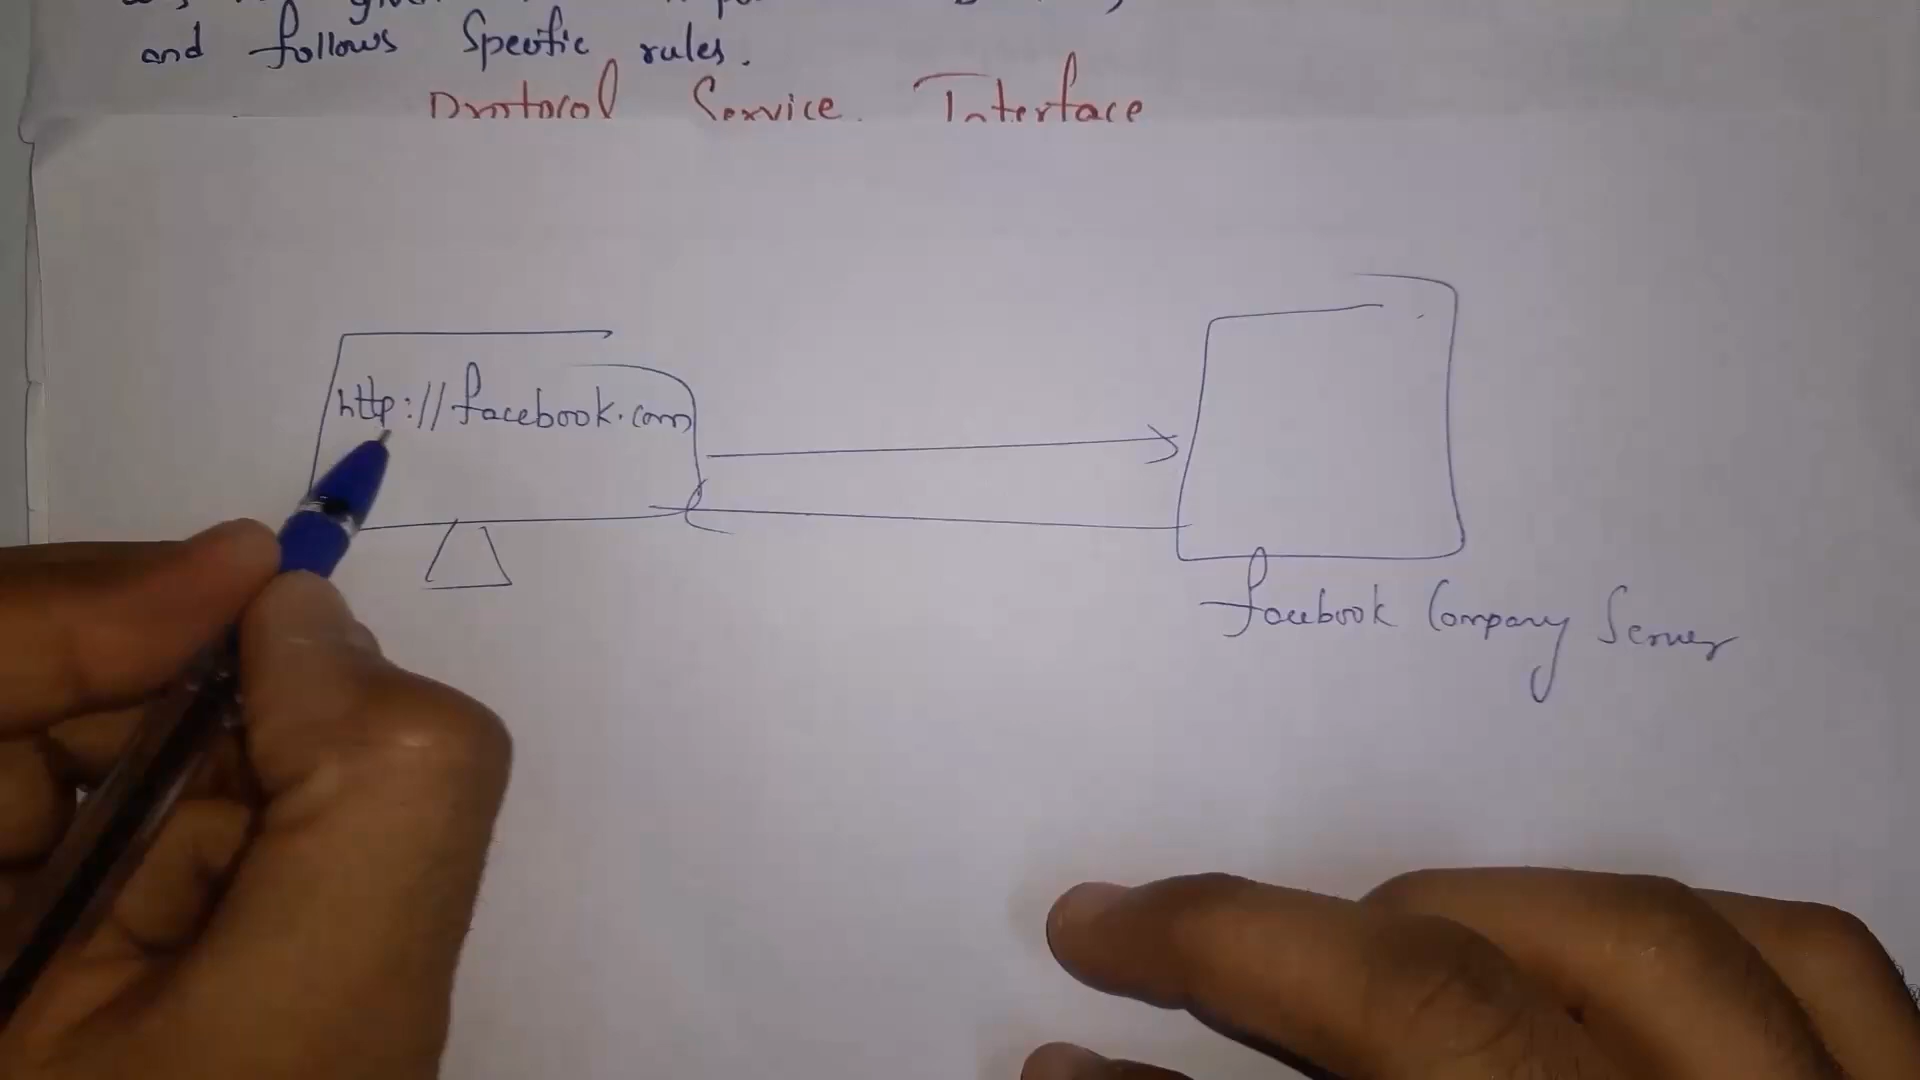 and follows Specific rules.
Protocol Service Interface
http://facebook.com
facebook Company Server